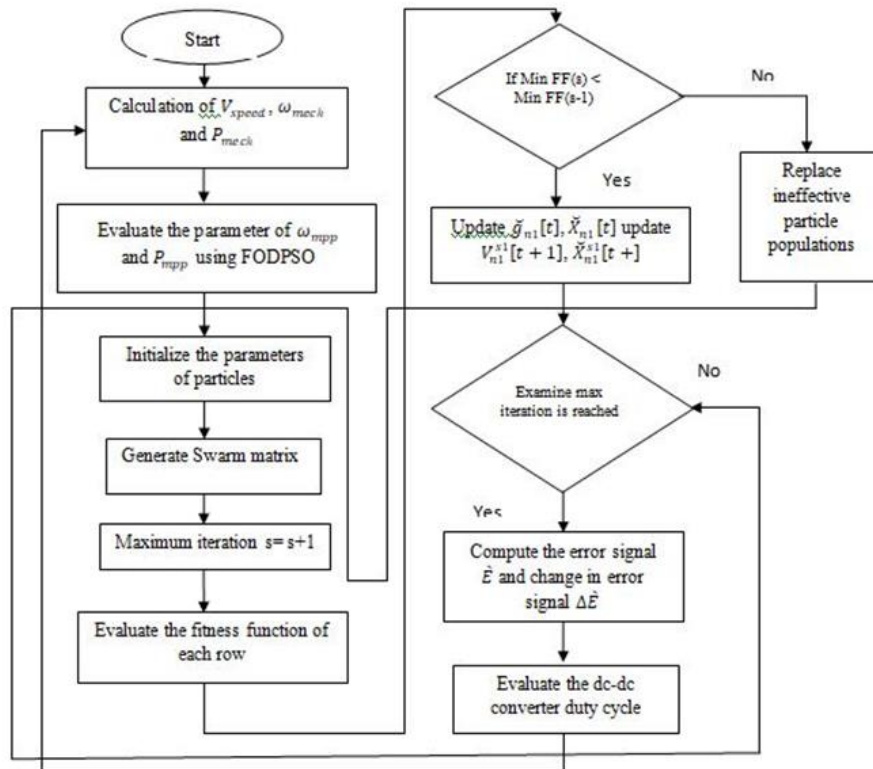 Start
Calculation of V_speed, ω_mech
and P_mech
Evaluate the parameter of ω_mpp
and P_mpp using FODPSO
Initialize the parameters
of particles
Generate Swarm matrix
Maximum iteration s= s+1
Evaluate the fitness function of
each row
If Min FF(s) <
Min FF(s-1)
No
Yes
Replace
ineffective
particle
populations
Update ğ_n1[t], X̆_n1[t] update
V_n1^s1[t + 1], X̆_n1^s1[t +]
Examine max
iteration is reached
No
Yes
Compute the error signal
Ė and change in error
signal ΔĖ
Evaluate the dc-dc
converter duty cycle